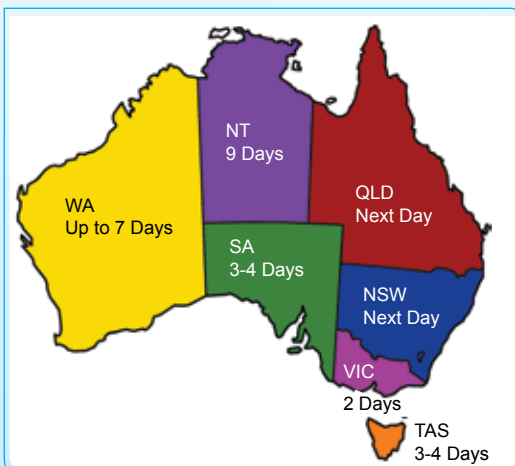 NT
9 Days
QLD
Next Day
WA
Up to 7 Days
SA
3-4 Days
NSW
Next Day
VIC
2 Days
TAS
3-4 Days